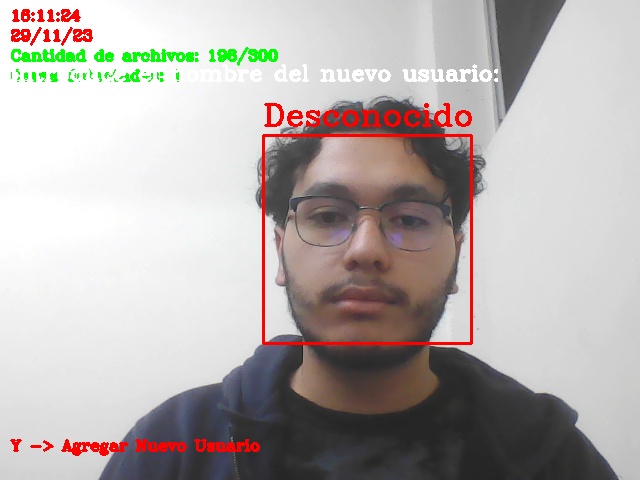 16:11:24
29/11/23
Cantidad de archivos: 196/300
nombre del nuevo usuario:
Desconocido
Y -> Agregar Nuevo Usuario